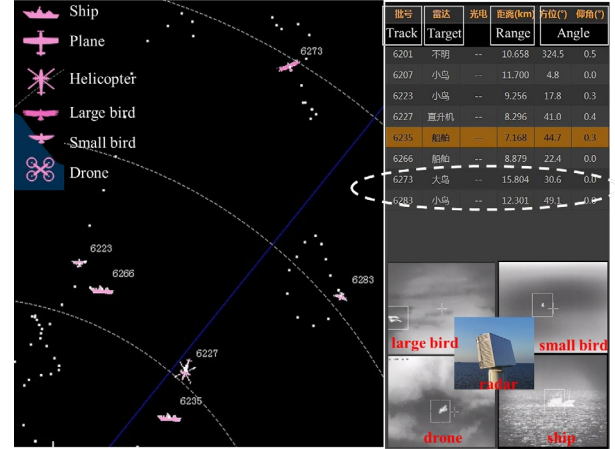 Ship
Plane
Helicopter
Large bird
Small bird
Drone
6273
6223
6266
6283
6227
6235
批号 雷达 光电 距离(km) 方位(°) 仰角(°)
Track Target Range Angle
6201 不明 -- 10.658 324.5 0.5
6207 小鸟 -- 11.700 4.8 0.0
6223 小鸟 -- 9.256 17.8 0.3
6227 直升机 -- 8.296 41.0 0.4
6235 船舶 -- 7.168 44.7 0.3
6266 船舶 -- 8.879 22.4 0.0
6273 大鸟 -- 15.804 30.6 0.0
6283 小鸟 -- 12.301 49.1 0.0
large bird
small bird
radar
drone
ship